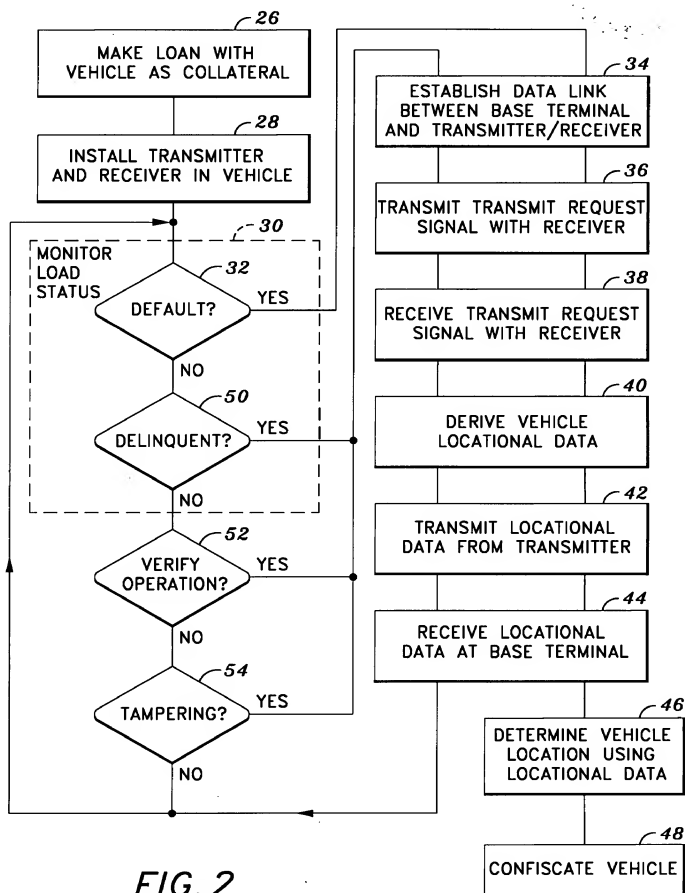 26
MAKE LOAN WITH
VEHICLE AS COLLATERAL
28
INSTALL TRANSMITTER
AND RECEIVER IN VEHICLE
30
MONITOR
LOAD
STATUS
32
DEFAULT?
YES
NO
50
DELINQUENT?
YES
NO
52
VERIFY
OPERATION?
YES
NO
54
TAMPERING?
YES
NO
34
ESTABLISH DATA LINK
BETWEEN BASE TERMINAL
AND TRANSMITTER/RECEIVER
36
TRANSMIT TRANSMIT REQUEST
SIGNAL WITH RECEIVER
38
RECEIVE TRANSMIT REQUEST
SIGNAL WITH RECEIVER
40
DERIVE VEHICLE
LOCATIONAL DATA
42
TRANSMIT LOCATIONAL
DATA FROM TRANSMITTER
44
RECEIVE LOCATIONAL
DATA AT BASE TERMINAL
46
DETERMINE VEHICLE
LOCATION USING
LOCATIONAL DATA
48
CONFISCATE VEHICLE
FIG. 2